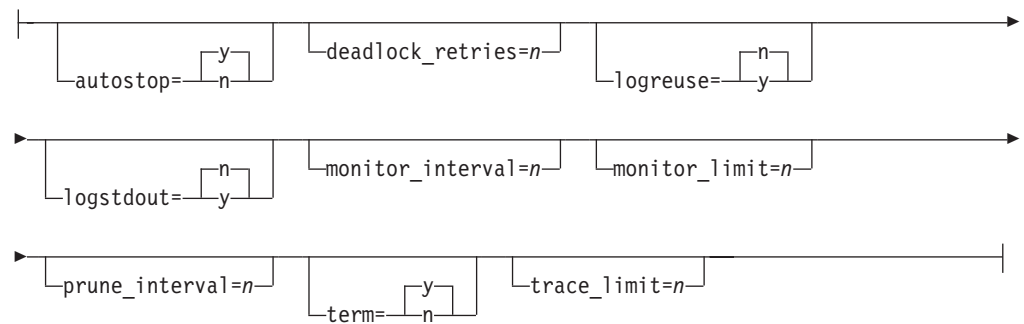 y
autostop= n
deadlock_retries=n
n
logreuse= y
n
logstdout= y
monitor_interval=n
monitor_limit=n
prune_interval=n
y
term= n
trace_limit=n